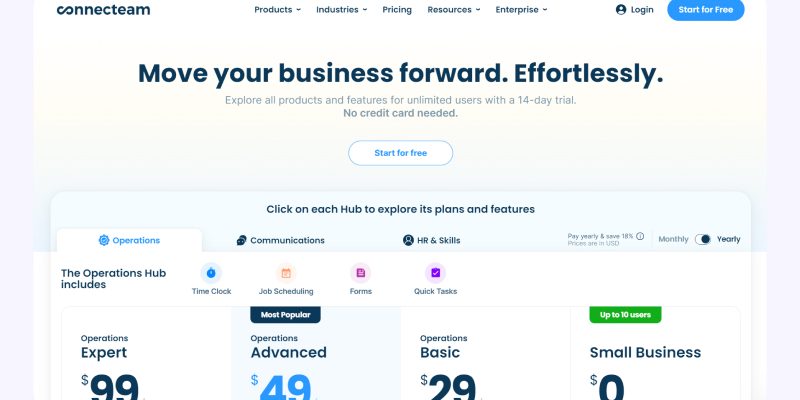 connecteam
Products Industries Pricing Resources Enterprise Login Start for Free
Move your business forward. Effortlessly.
Explore all products and features for unlimited users with a 14-day trial.
No credit card needed.
Start for free
Click on each Hub to explore its plans and features
Operations Communications HR & Skills
Pay yearly & save 18%
Prices are in USD
Monthly Yearly
The Operations Hub
includes
Time Clock Job Scheduling Forms Quick Tasks
Most Popular Up to 10 users
Operations Operations Operations
Expert Advanced Basic Small Business
$99 $49 $29 $0